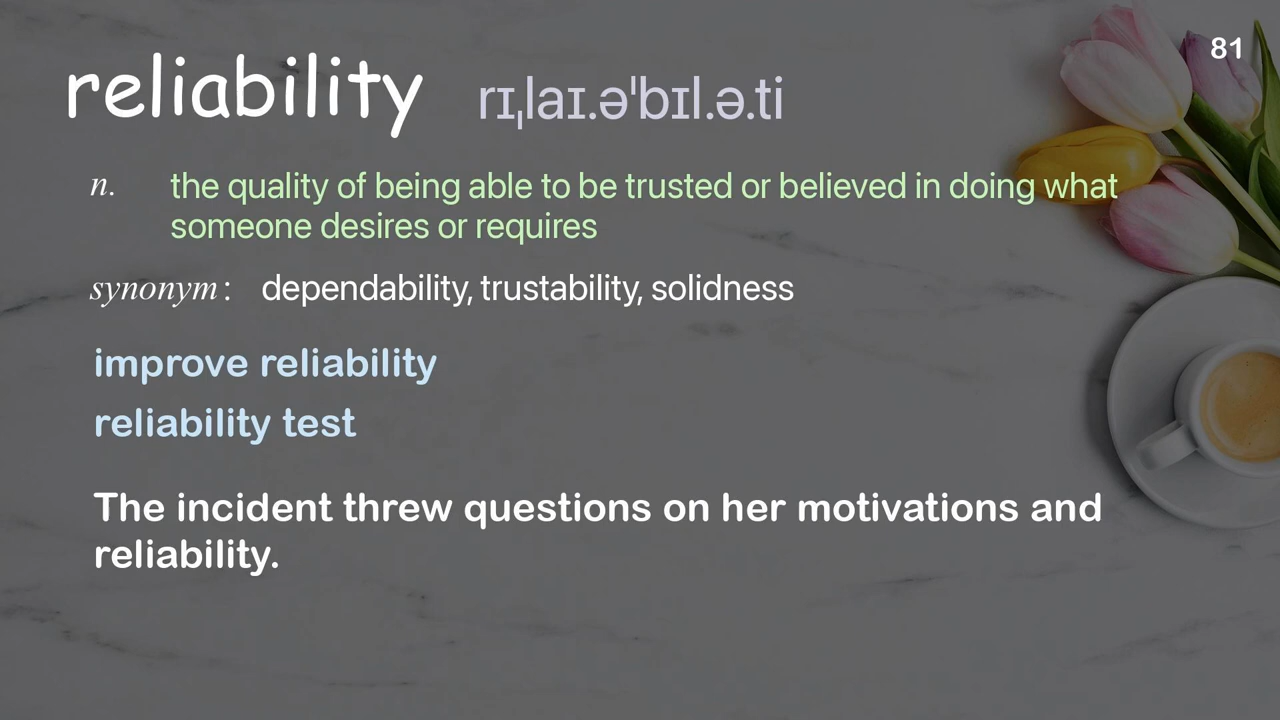 81
reliability rɪˌlaɪ.əˈbɪl.ə.ti
n. the quality of being able to be trusted or believed in doing what
someone desires or requires
synonym : dependability, trustability, solidness
improve reliability
reliability test
The incident threw questions on her motivations and
reliability.